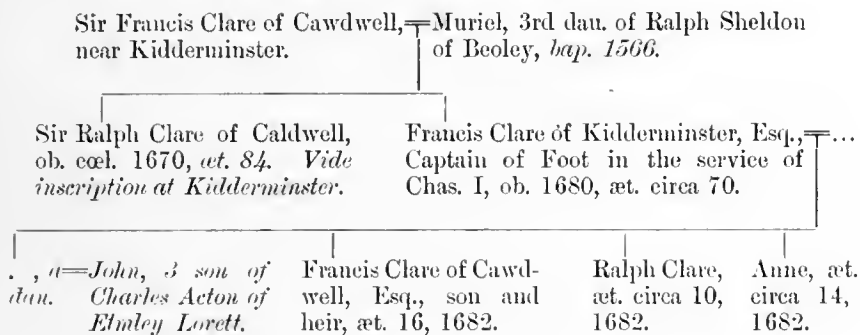 Sir Francis Clare of Cawdwell,
near Kidderminster.
Muriel, 3rd dau. of Ralph Sheldon
of Beoley, bap. 1566.
Sir Ralph Clare of Caldwell,
ob. cœl. 1670, æt. 84. Vide
inscription at Kidderminster.
Francis Clare of Kidderminster, Esq.,
Captain of Foot in the service of
Chas. I, ob. 1680, æt. circa 70.
...
. , a
dau.
John, 3 son of
Charles Acton of
Elmley Lovett.
Francis Clare of Cawd-
well, Esq., son and
heir, æt. 16, 1682.
Ralph Clare,
æt. circa 10,
1682.
Anne, æt.
circa 14,
1682.